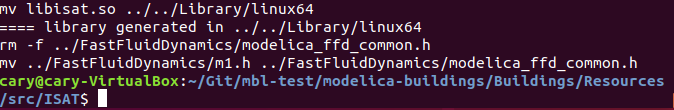 mv libisat.so ../../Library/linux64
==== library generated in ../../Library/linux64
rm -f ../FastFluidDynamics/modelica_ffd_common.h
mv ../FastFluidDynamics/m1.h ../FastFluidDynamics/modelica_ffd_common.h
cary@cary-VirtualBox:~/Git/mbl-test/modelica-buildings/Buildings/Resources
/src/ISAT$